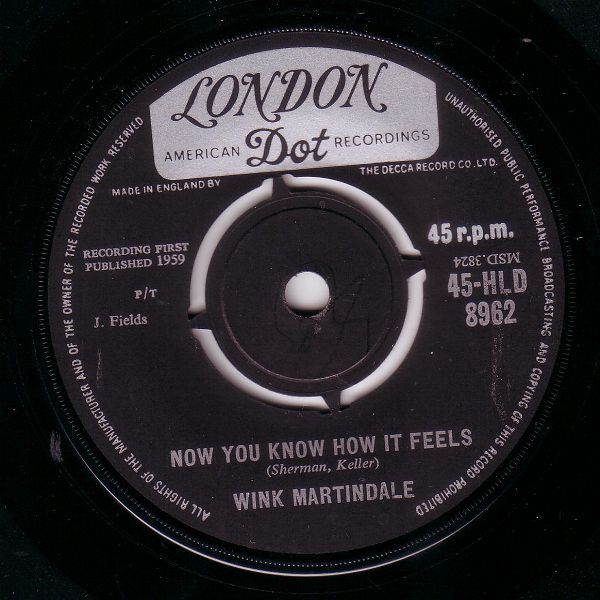 LONDON
AMERICAN Dot RECORDINGS
MADE IN ENGLAND BY
THE DECCA RECORD CO. LTD.
ALL RIGHTS OF THE MANUFACTURER AND OF THE OWNER OF THE RECORDED WORK RESERVED
UNAUTHORISED PUBLIC PERFORMANCE BROADCASTING AND COPYING OF THIS RECORD PROHIBITED
RECORDING FIRST
PUBLISHED 1959
P/T
J. Fields
45 r.p.m.
MSD.3824
45-HLD
8962
NOW YOU KNOW HOW IT FEELS
(Sherman, Keller)
WINK MARTINDALE